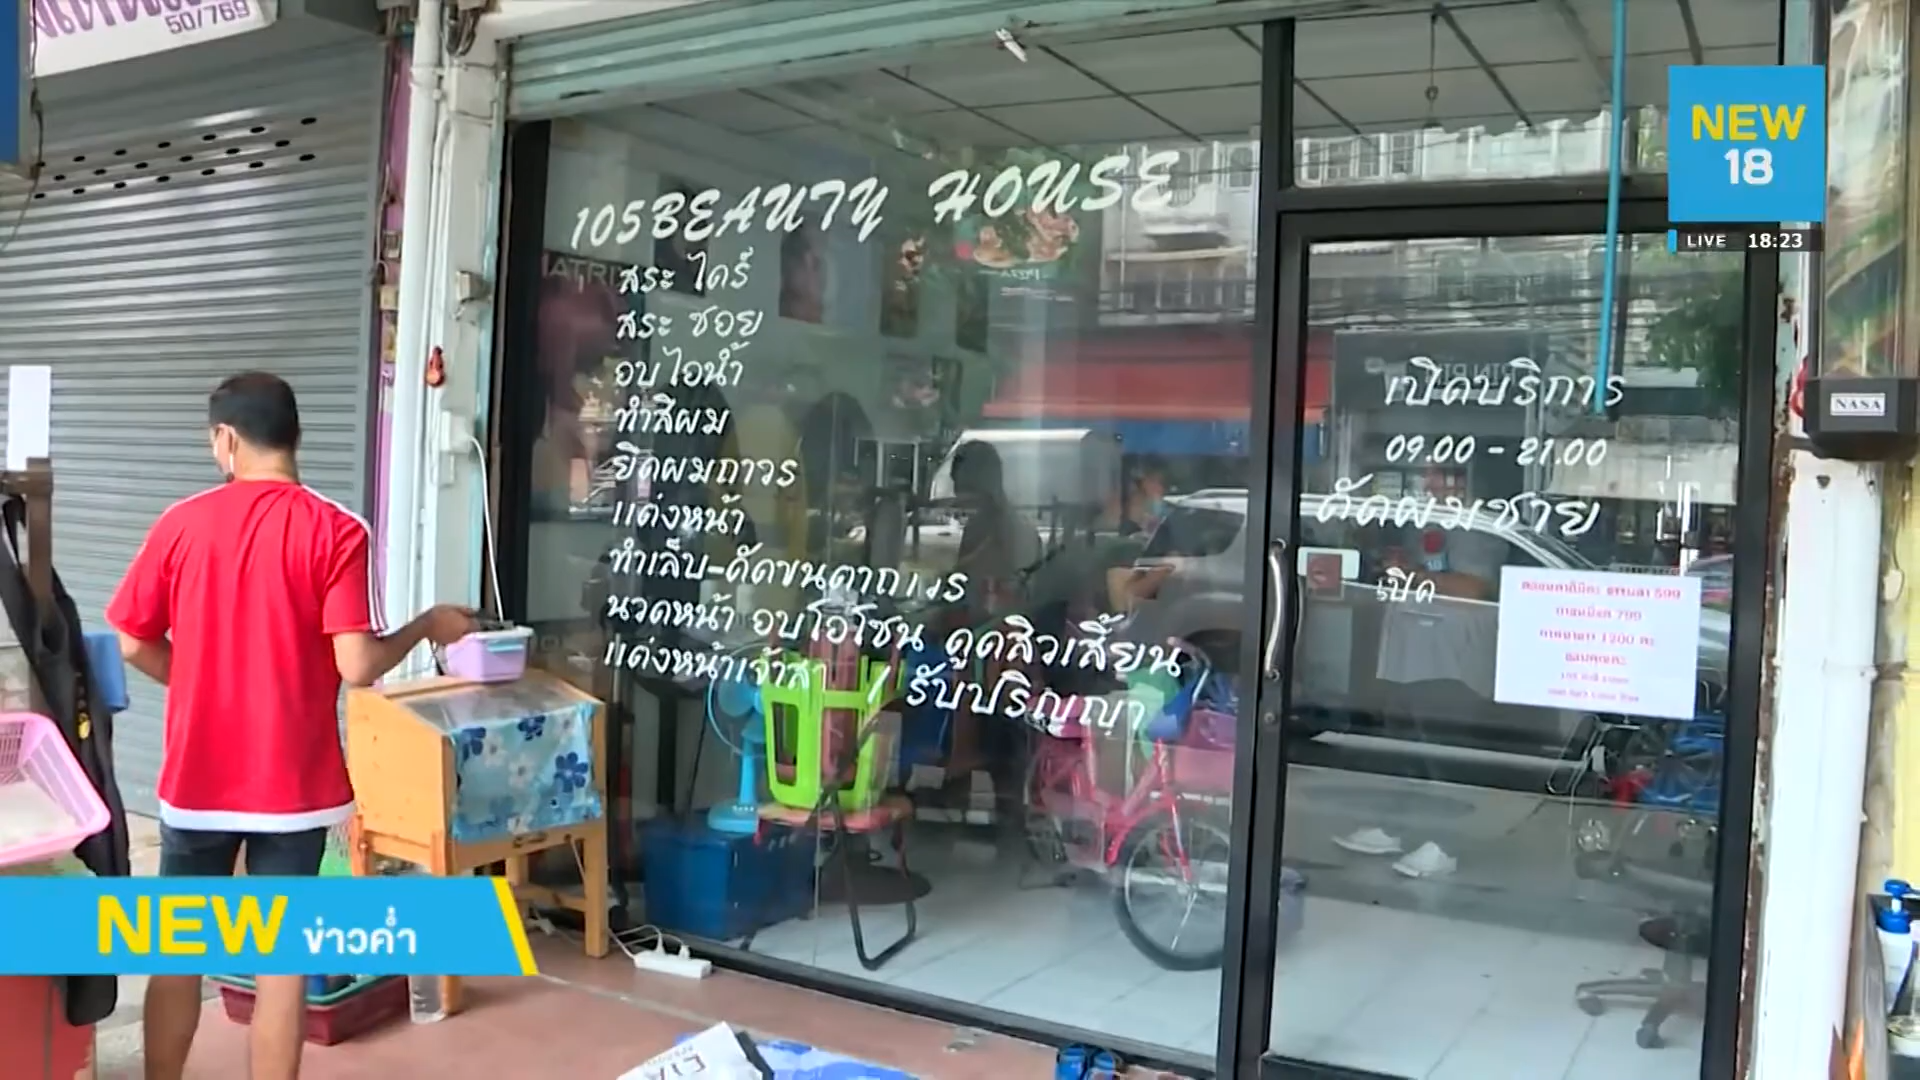 50/769
NEW
18
LIVE 18:23
105 BEAUTY HOUSE
สระ ไดร์
สระ ซอย
อบไอน้ำ
ทำสีผม
ยืดผมถาวร
แต่งหน้า
ทำเล็บ-ดัดขนตาถาวร
นวดหน้า อบโอโซน ดูดสิวเสี้ยน
แต่งหน้าเจ้าสา / รับปริญญา
เปิดบริการ
09.00 - 21.00
ตัดผมชาย
เปิด
599
799
1200
NASA
NEW ข่าวค่ำ